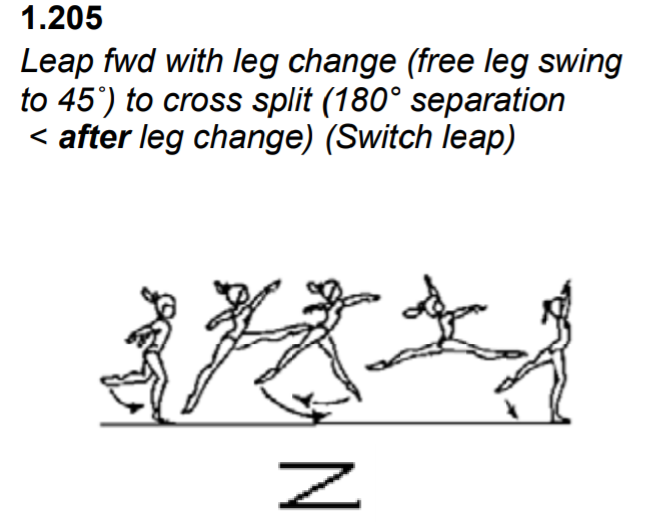 1.205
Leap fwd with leg change (free leg swing
to 45°) to cross split (180° separation
< after leg change) (Switch leap)